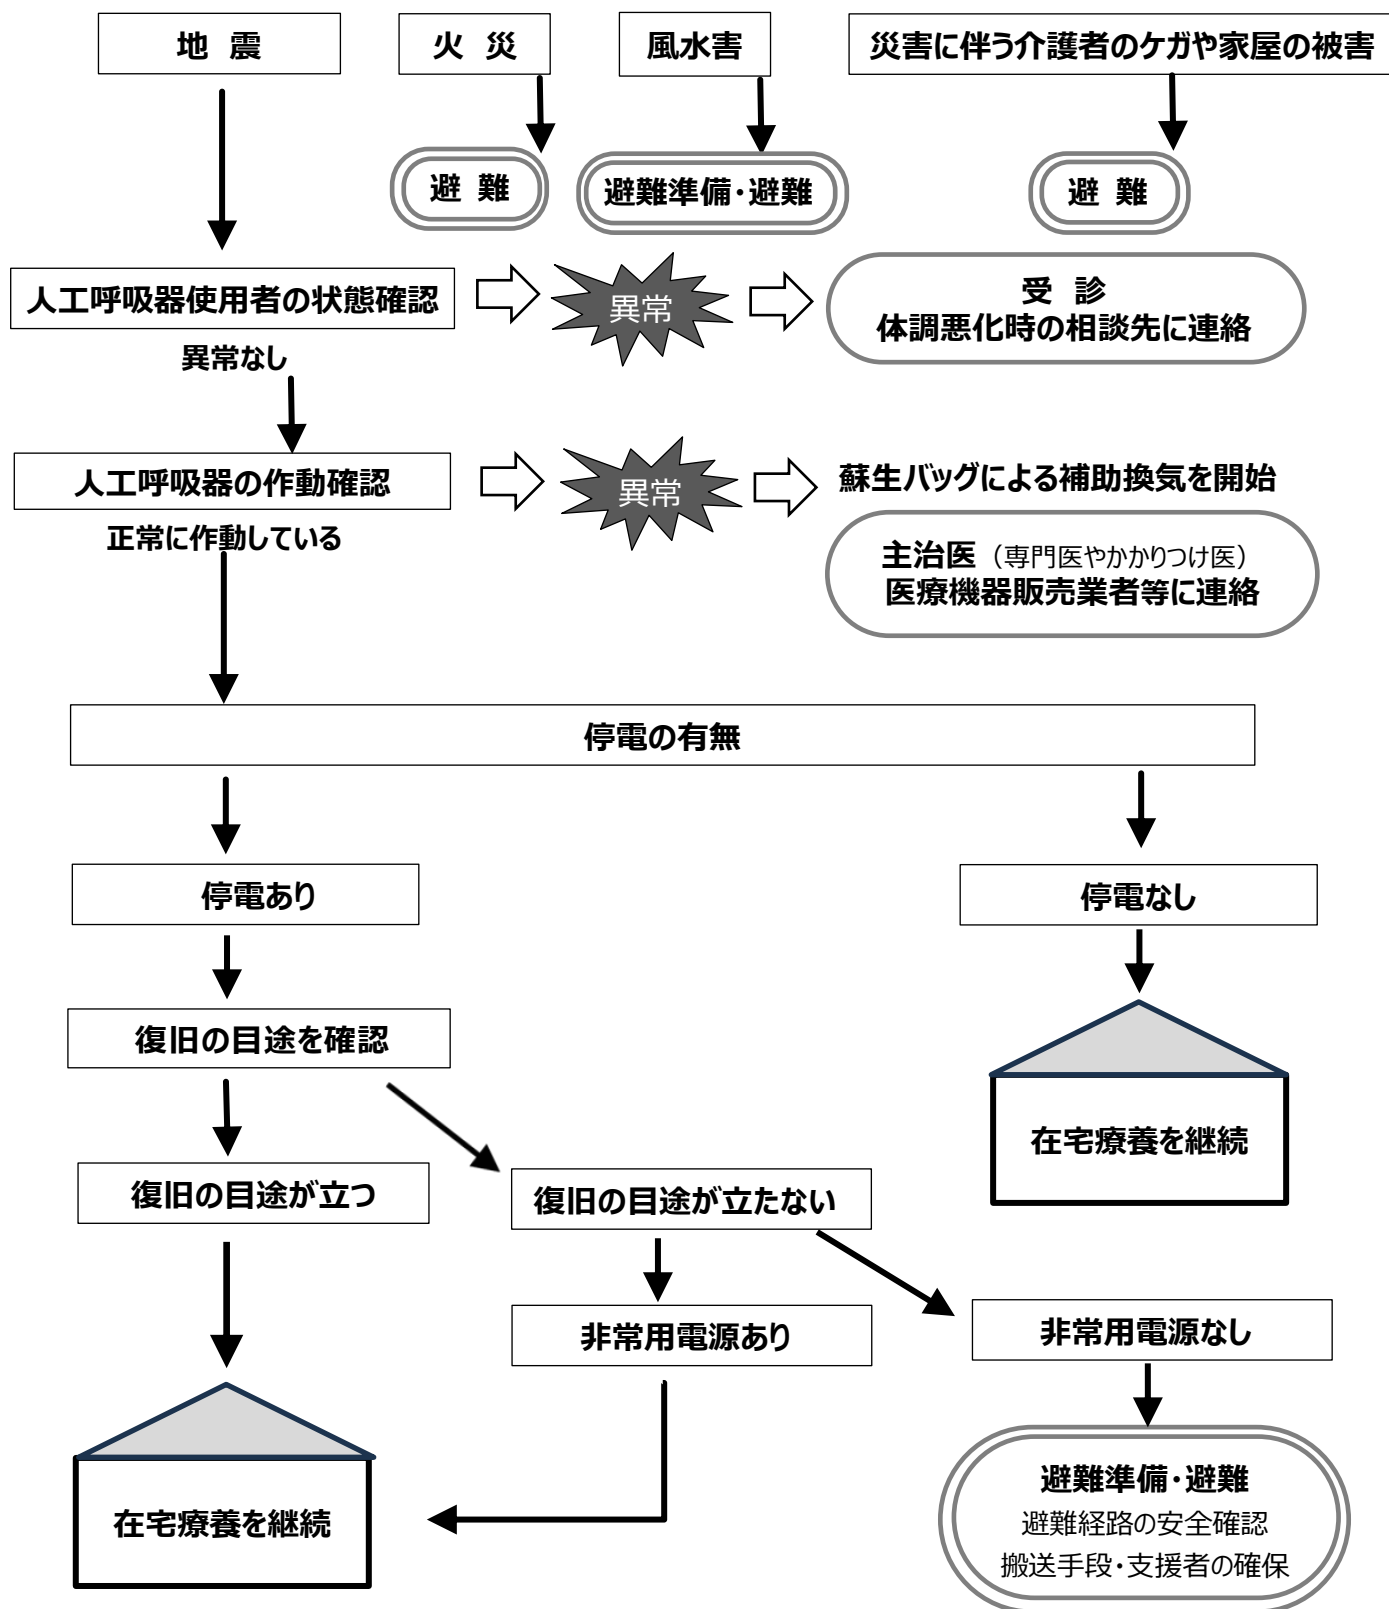 地 震
火 災
風水害
災害に伴う介護者のケガや家屋の被害
避 難
避難準備・避難
避 難
人工呼吸器使用者の状態確認
異常
受 診
体調悪化時の相談先に連絡
異常なし
人工呼吸器の作動確認
異常
蘇生バッグによる補助換気を開始
正常に作動している
主治医（専門医やかかりつけ医）
医療機器販売業者等に連絡
停電の有無
停電あり
停電なし
復旧の目途を確認
在宅療養を継続
復旧の目途が立つ
復旧の目途が立たない
非常用電源あり
非常用電源なし
在宅療養を継続
避難準備・避難
避難経路の安全確認
搬送手段・支援者の確保